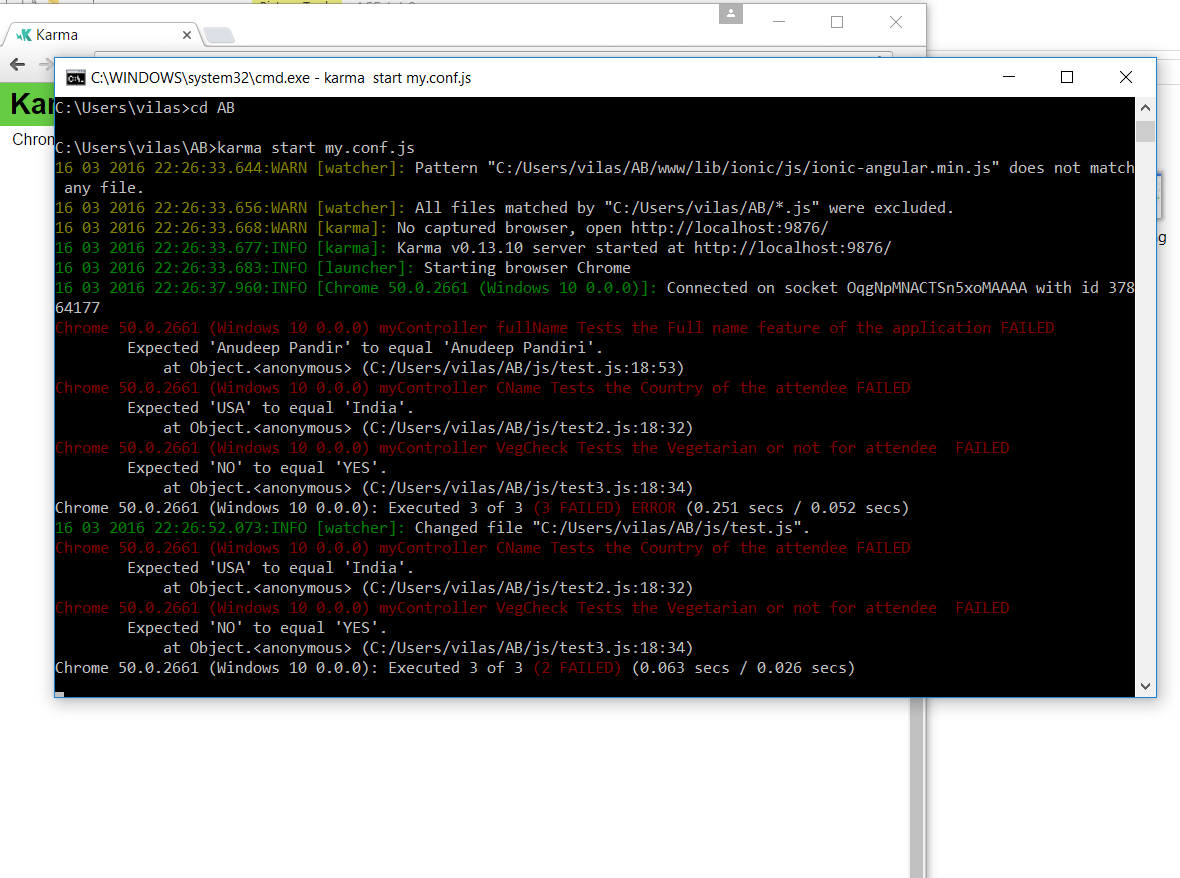 Karma
C:\WINDOWS\system32\cmd.exe - karma  start my.conf.js
Kar
Chrom
C:\Users\vilas>cd AB
C:\Users\vilas\AB>karma start my.conf.js
16 03 2016 22:26:33.644:WARN [watcher]: Pattern "C:/Users/vilas/AB/www/lib/ionic/js/ionic-angular.min.js" does not match
 any file.
16 03 2016 22:26:33.656:WARN [watcher]: All files matched by "C:/Users/vilas/AB/*.js" were excluded.
16 03 2016 22:26:33.668:WARN [karma]: No captured browser, open http://localhost:9876/
16 03 2016 22:26:33.677:INFO [karma]: Karma v0.13.10 server started at http://localhost:9876/
16 03 2016 22:26:33.683:INFO [launcher]: Starting browser Chrome
16 03 2016 22:26:37.960:INFO [Chrome 50.0.2661 (Windows 10 0.0.0)]: Connected on socket OqgNpMNACTSn5xoMAAAA with id 378
64177
Chrome 50.0.2661 (Windows 10 0.0.0) myController fullName Tests the Full name feature of the application FAILED
        Expected 'Anudeep Pandir' to equal 'Anudeep Pandiri'.
            at Object.<anonymous> (C:/Users/vilas/AB/js/test.js:18:53)
Chrome 50.0.2661 (Windows 10 0.0.0) myController CName Tests the Country of the attendee FAILED
        Expected 'USA' to equal 'India'.
            at Object.<anonymous> (C:/Users/vilas/AB/js/test2.js:18:32)
Chrome 50.0.2661 (Windows 10 0.0.0) myController VegCheck Tests the Vegetarian or not for attendee  FAILED
        Expected 'NO' to equal 'YES'.
            at Object.<anonymous> (C:/Users/vilas/AB/js/test3.js:18:34)
Chrome 50.0.2661 (Windows 10 0.0.0): Executed 3 of 3 (3 FAILED) ERROR (0.251 secs / 0.052 secs)
16 03 2016 22:26:52.073:INFO [watcher]: Changed file "C:/Users/vilas/AB/js/test.js".
Chrome 50.0.2661 (Windows 10 0.0.0) myController CName Tests the Country of the attendee FAILED
        Expected 'USA' to equal 'India'.
            at Object.<anonymous> (C:/Users/vilas/AB/js/test2.js:18:32)
Chrome 50.0.2661 (Windows 10 0.0.0) myController VegCheck Tests the Vegetarian or not for attendee  FAILED
        Expected 'NO' to equal 'YES'.
            at Object.<anonymous> (C:/Users/vilas/AB/js/test3.js:18:34)
Chrome 50.0.2661 (Windows 10 0.0.0): Executed 3 of 3 (2 FAILED) (0.063 secs / 0.026 secs)